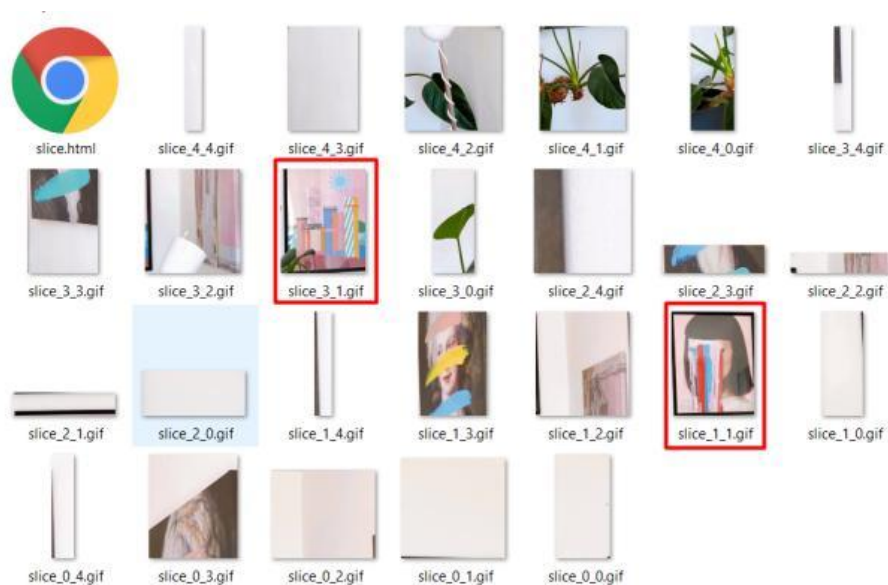 slice.html
slice_4_4.gif
slice_4_3.gif
slice_4_2.gif
slice_4_1.gif
slice_4_0.gif
slice_3_4.gif
slice_3_3.gif
slice_3_2.gif
slice_3_1.gif
slice_3_0.gif
slice_2_4.gif
slice_2_3.gif
slice_2_2.gif
slice_2_1.gif
slice_2_0.gif
slice_1_4.gif
slice_1_3.gif
slice_1_2.gif
slice_1_1.gif
slice_1_0.gif
slice_0_4.gif
slice_0_3.gif
slice_0_2.gif
slice_0_1.gif
slice_0_0.gif